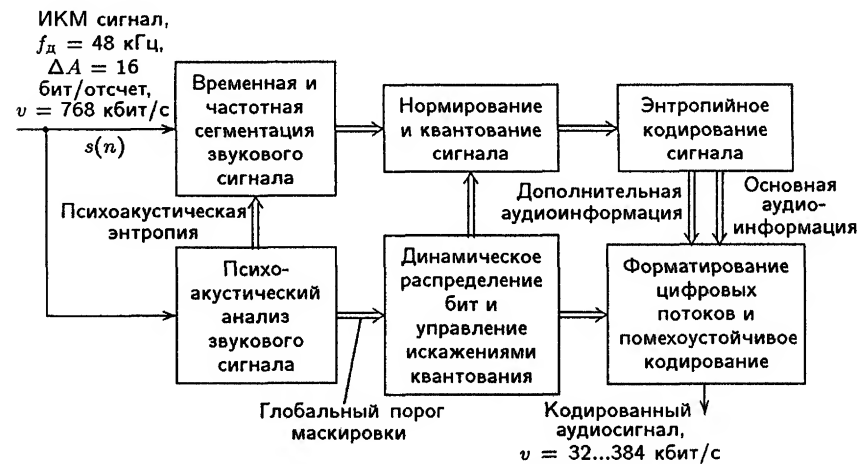 ИКМ сигнал,
fд = 48 кГц,
ΔA = 16
бит/отсчет,
v = 768 кбит/с
s(n)
Временная и
частотная
сегментация
звукового
сигнала
Нормирование
и квантование
сигнала
Энтропийное
кодирование
сигнала
Психоакустическая
энтропия
Дополнительная
аудиоинформация
Основная
аудио-
информация
Психо-
акустический
анализ
звукового
сигнала
Динамическое
распределение
бит и
управление
искажениями
квантования
Форматирование
цифровых
потоков и
помехоустойчивое
кодирование
Глобальный порог
маскировки
Кодированный
аудиосигнал,
v = 32...384 кбит/с